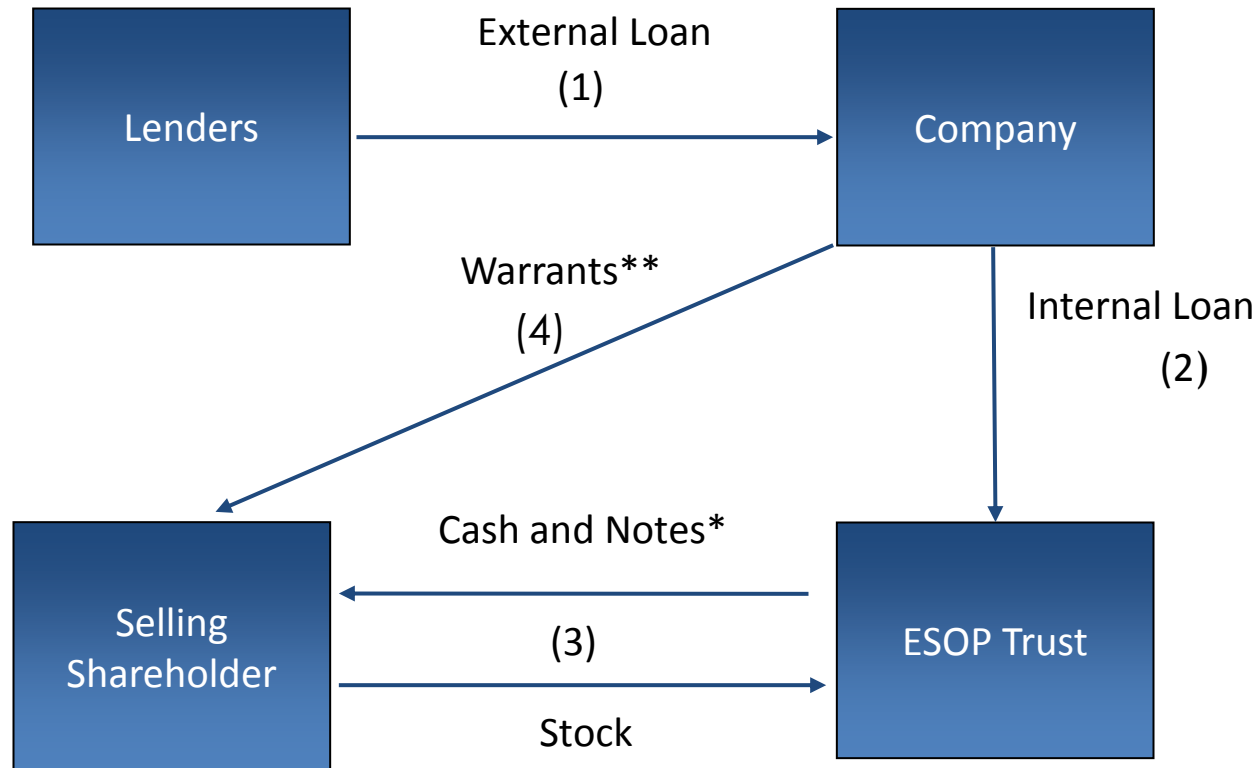 External Loan
(1)
Lenders
Company
Warrants**
(4)
Internal Loan
(2)
Cash and Notes*
Selling
Shareholder
(3)
ESOP Trust
Stock